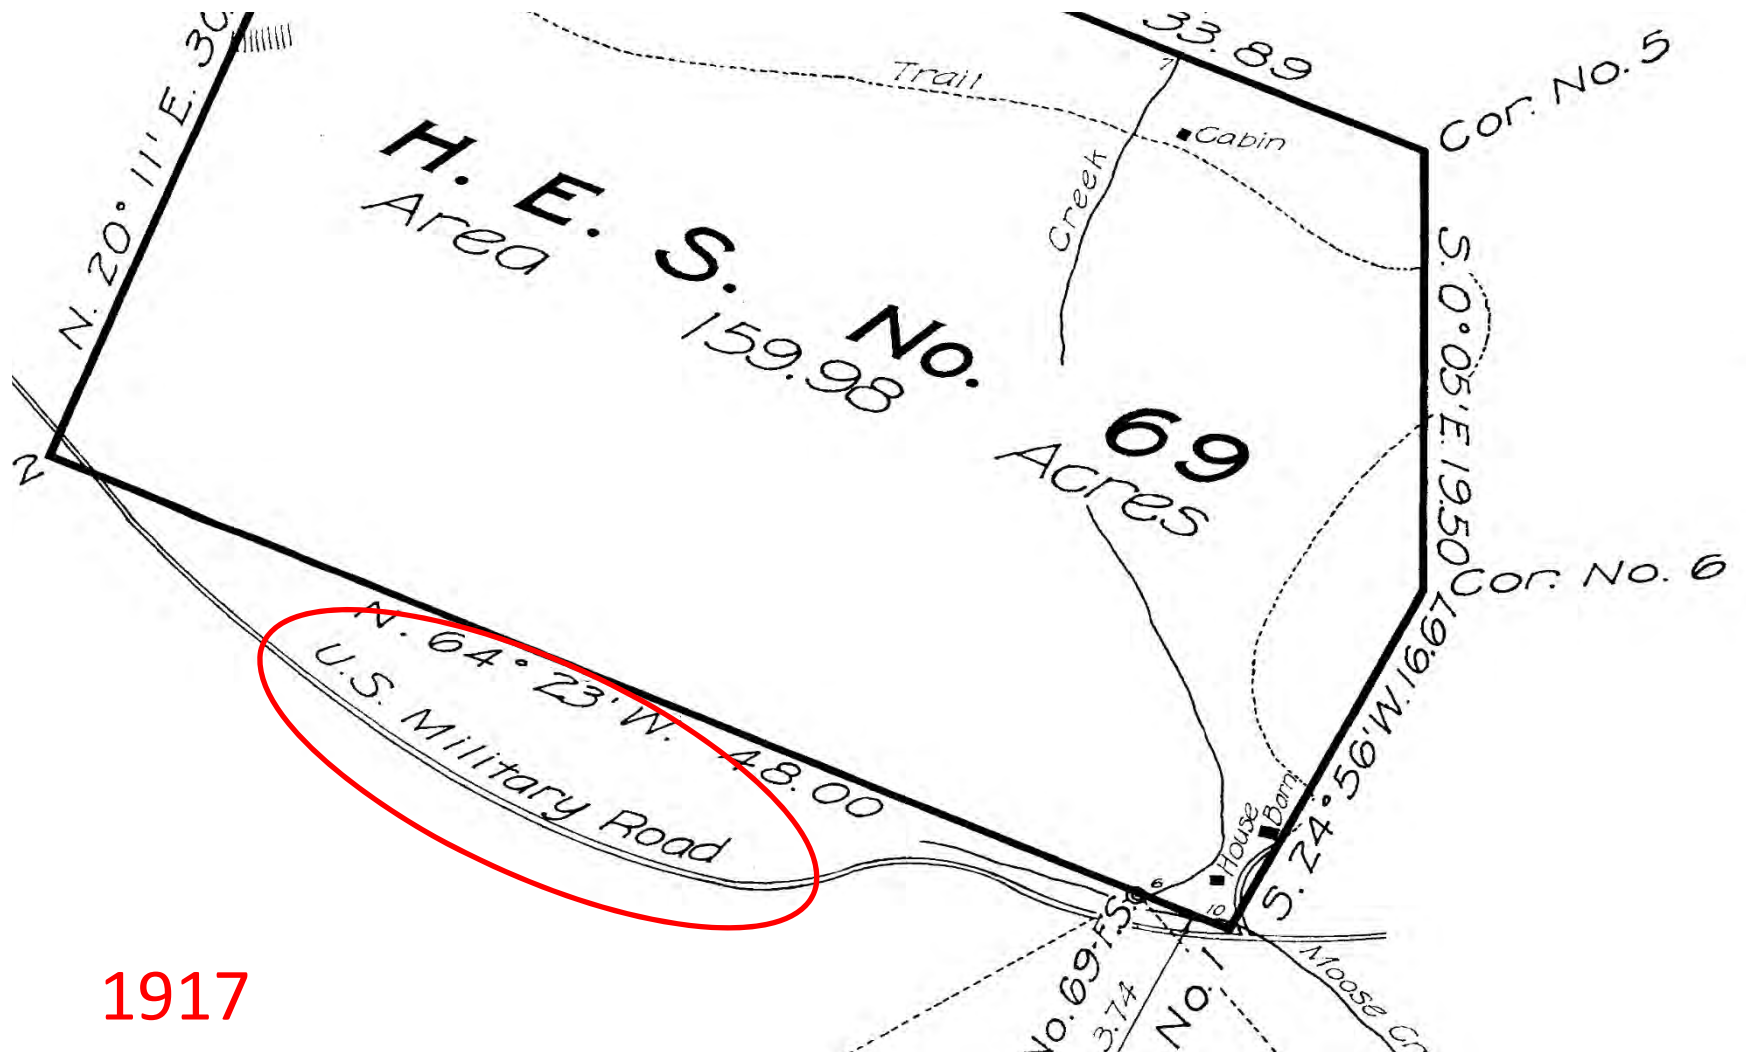 33.89
Cor. No. 5
N. 20° 11' E. 30
Trail
7
Cabin
Creek
H. E. S. No. 69
Area 159.98 Acres
S. 0° 05' E. 19.50
2
Cor. No. 6
N. 64° 23' W. 48.00
U.S. Military Road
S. 24° 56' W. 16.67
House
Barn
6
10
No. 69 F.S.
3.74
No. 1
Moose Cr
1917